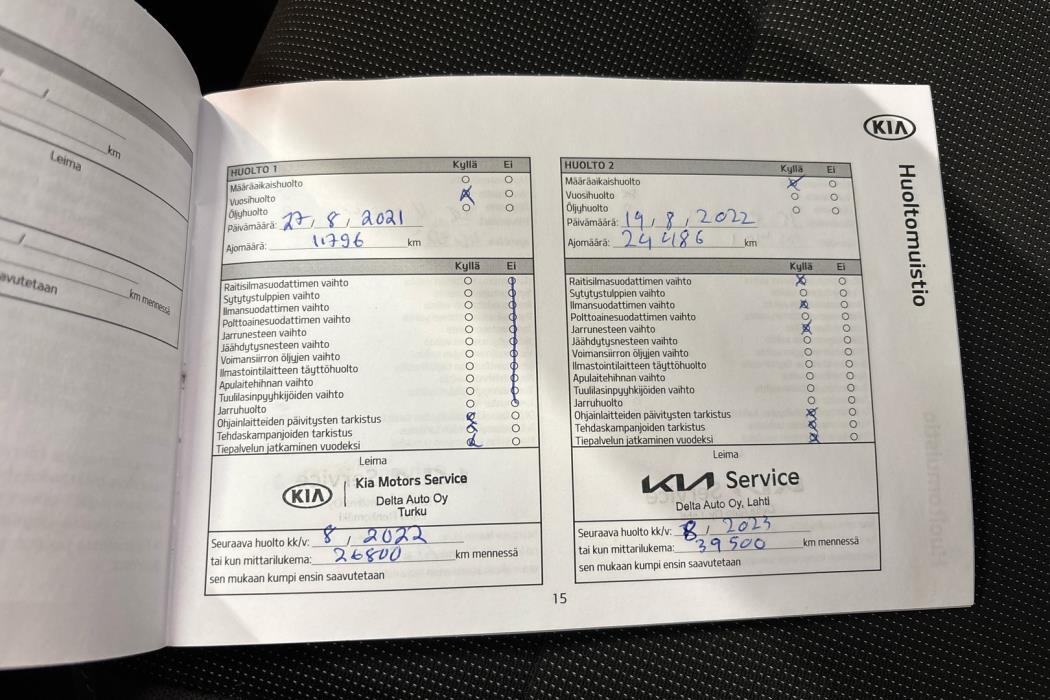 Leima
km
km mennessä
KIA
Huoltomuistio
HUOLTO 1 Kyllä Ei
Määräaikaishuolto
Vuosihuolto
Öljyhuolto
Päivämäärä: 27, 8, 2021
Ajomäärä: 11796 km
Kyllä Ei
Raitisilmasuodattimen vaihto
Sytytystulppien vaihto
Ilmansuodattimen vaihto
Polttoainesuodattimen vaihto
Jarrunesteen vaihto
Jäähdytysnesteen vaihto
Voimansiirron öljyjen vaihto
Ilmastointilaitteen täyttöhuolto
Apulaitehihnan vaihto
Tuulilasinpyyhkijöiden vaihto
Jarruhuolto
Ohjainlaitteiden päivitysten tarkistus
Tehdaskampanjoiden tarkistus
Tiepalvelun jatkaminen vuodeksi
Leima
KIA Kia Motors Service
Delta Auto Oy
Turku
Seuraava huolto kk/v: 8, 2022
tai kun mittarilukema: 26800 km mennessä
sen mukaan kumpi ensin saavutetaan
HUOLTO 2 Kyllä Ei
Määräaikaishuolto
Vuosihuolto
Öljyhuolto
Päivämäärä: 19, 8, 2022
Ajomäärä: 24486 km
Kyllä Ei
Raitisilmasuodattimen vaihto
Sytytystulppien vaihto
Ilmansuodattimen vaihto
Polttoainesuodattimen vaihto
Jarrunesteen vaihto
Jäähdytysnesteen vaihto
Voimansiirron öljyjen vaihto
Ilmastointilaitteen täyttöhuolto
Apulaitehihnan vaihto
Tuulilasinpyyhkijöiden vaihto
Jarruhuolto
Ohjainlaitteiden päivitysten tarkistus
Tehdaskampanjoiden tarkistus
Tiepalvelun jatkaminen vuodeksi
Leima
KIA Service
Delta Auto Oy, Lahti
Seuraava huolto kk/v: 8, 2023
tai kun mittarilukema: 39500 km mennessä
sen mukaan kumpi ensin saavutetaan
15